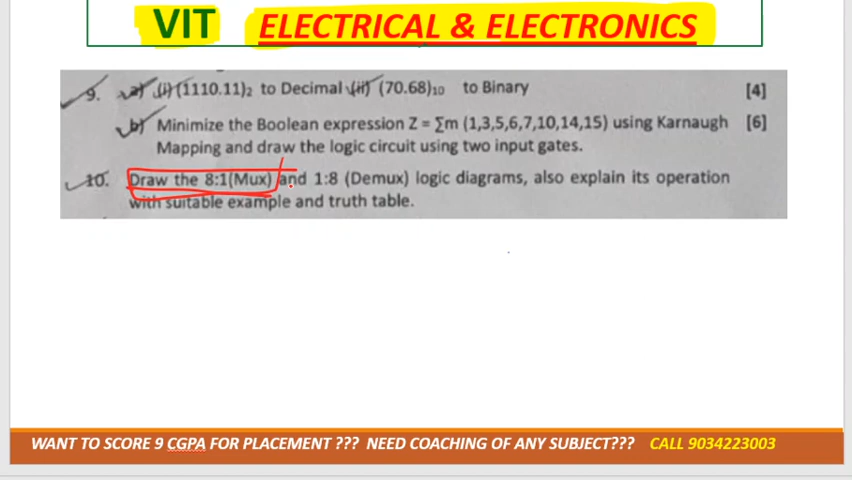 VIT ELECTRICAL & ELECTRONICS
9. a) (i) (1110.11)₂ to Decimal (ii) (70.68)₁₀ to Binary [4]
b) Minimize the Boolean expression Z = ∑m (1,3,5,6,7,10,14,15) using Karnaugh [6]
Mapping and draw the logic circuit using two input gates.
10. Draw the 8:1(Mux) and 1:8 (Demux) logic diagrams, also explain its operation
with suitable example and truth table.
WANT TO SCORE 9 CGPA FOR PLACEMENT ??? NEED COACHING OF ANY SUBJECT??? CALL 9034223003